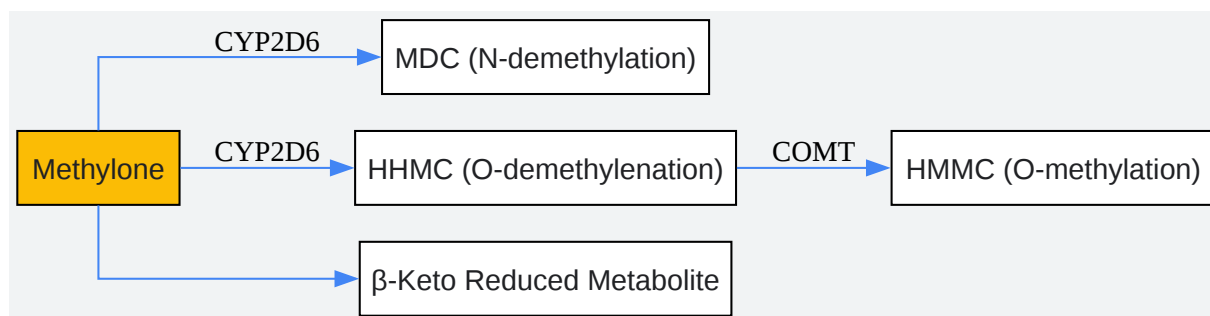 CYP2D6
MDC (N-demethylation)
Methylone
CYP2D6
HHMC (O-demethylenation)
COMT
HMMC (O-methylation)
β-Keto Reduced Metabolite